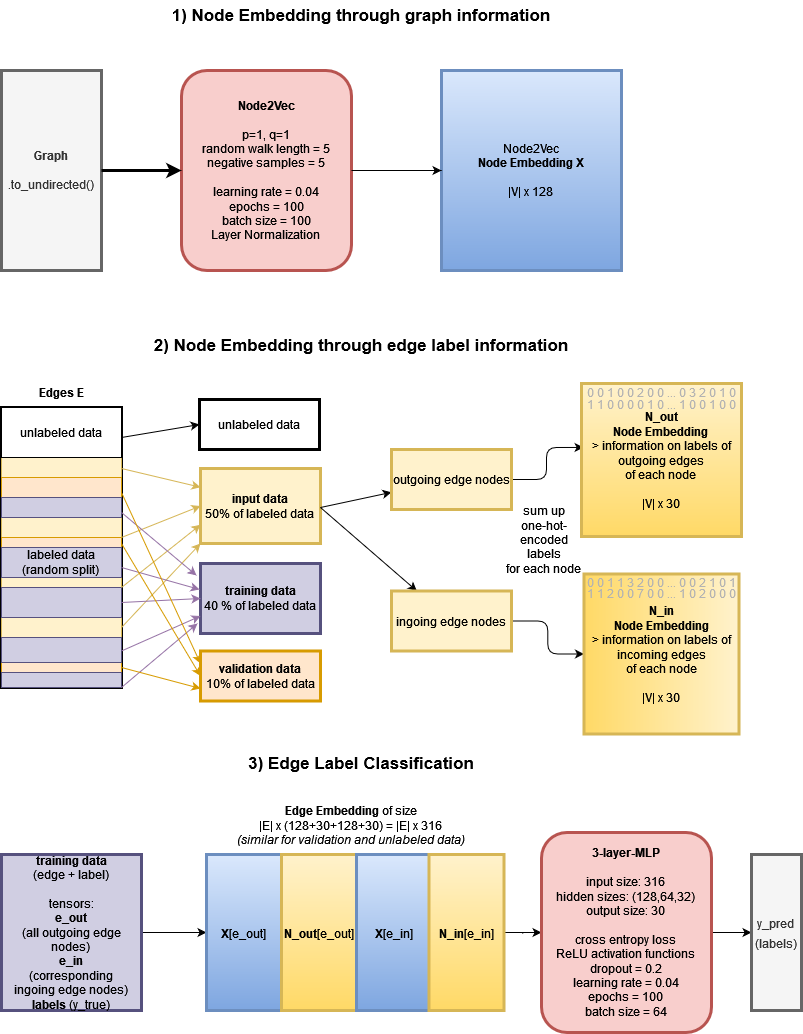 1) Node Embedding through graph information
Graph
.to_undirected()
Node2Vec
p=1, q=1
random walk length = 5
negative samples = 5
learning rate = 0.04
epochs = 100
batch size = 100
Layer Normalization
Node2Vec
Node Embedding X
|V| x 128
2) Node Embedding through edge label information
Edges E
unlabeled data
labeled data
(random split)
unlabeled data
input data
50% of labeled data
training data
40 % of labeled data
validation data
10% of labeled data
outgoing edge nodes
ingoing edge nodes
sum up
one-hot-
encoded
labels
for each node
0 0 1 0 0 2 0 0 ... 0 3 2 0 1 0
1 1 0 0 0 0 1 0 ... 1 0 0 1 0 0
N_out
Node Embedding
> information on labels of
outgoing edges
of each node
|V| x 30
0 0 1 1 3 2 0 0 ... 0 0 2 1 0 1
1 1 2 0 0 7 0 0 ... 1 0 2 0 0 0
N_in
Node Embedding
> information on labels of
incoming edges
of each node
|V| x 30
3) Edge Label Classification
training data
(edge + label)
tensors:
e_out
(all outgoing edge
nodes)
e_in
(corresponding
ingoing edge nodes)
labels (y_true)
Edge Embedding of size
|E| x (128+30+128+30) = |E| x 316
(similar for validation and unlabeled data)
X[e_out]
N_out[e_out]
X[e_in]
N_in[e_in]
3-layer-MLP
input size: 316
hidden sizes: (128,64,32)
output size: 30
cross entropy loss
ReLU activation functions
dropout = 0.2
learning rate = 0.04
epochs = 100
batch size = 64
y_pred
(labels)